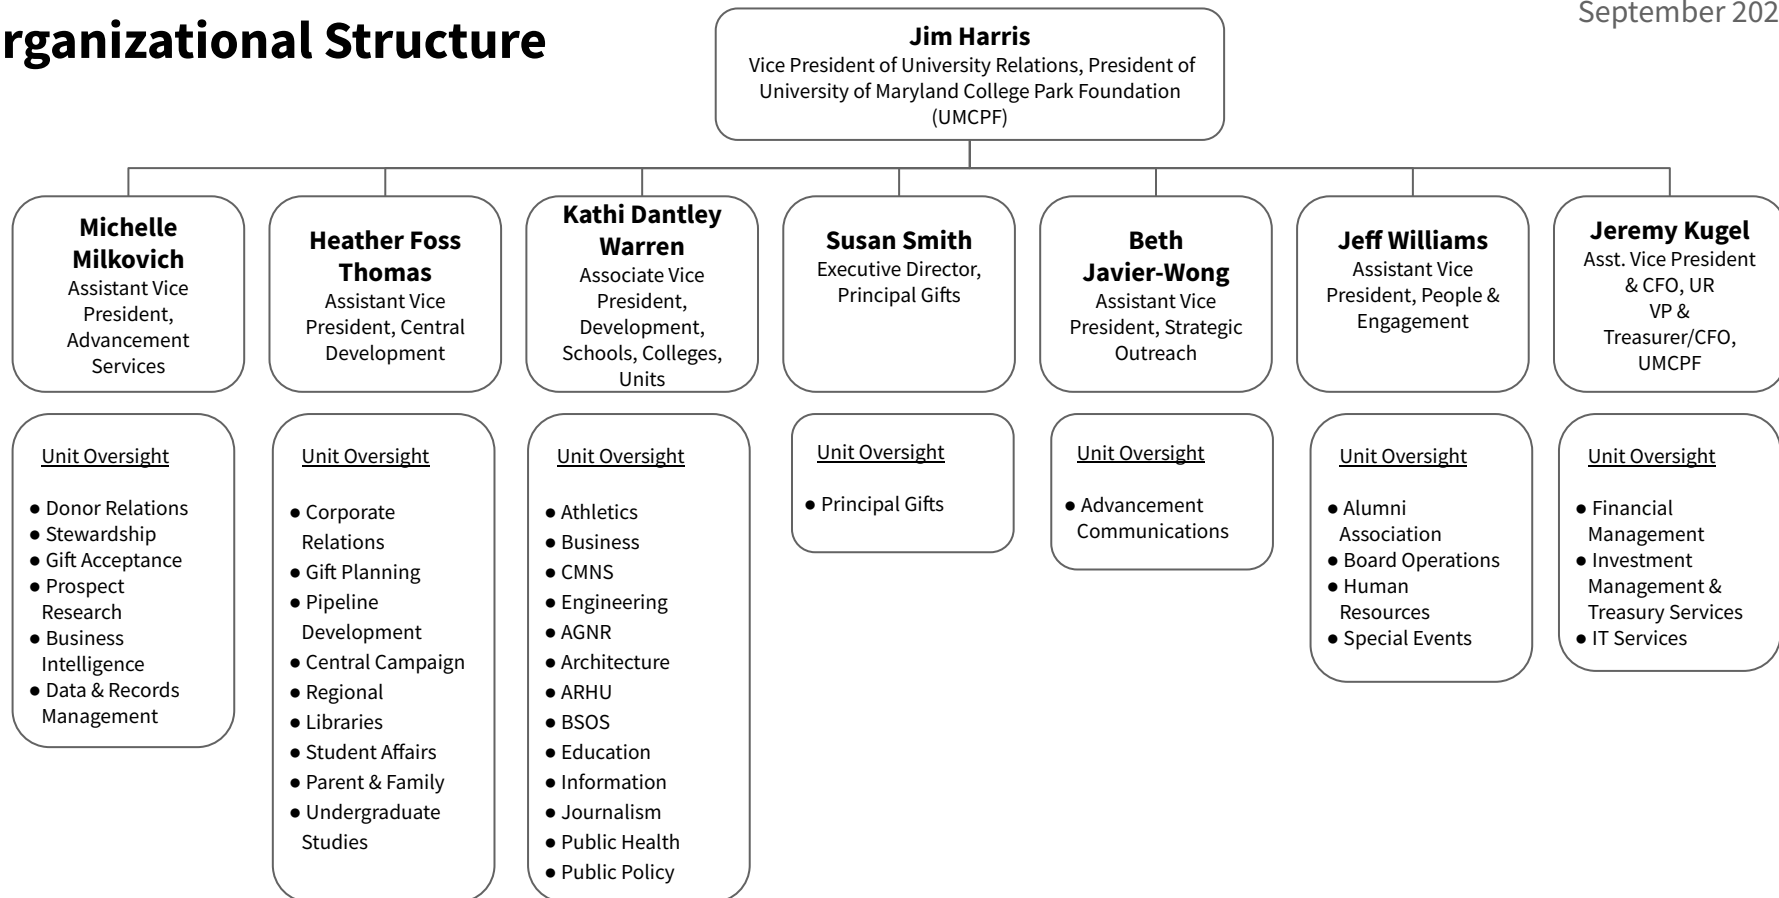 rganizational Structure
September 202
Jim Harris
Vice President of University Relations, President of
University of Maryland College Park Foundation
(UMCPF)
Michelle
Milkovich
Assistant Vice
President,
Advancement
Services
Heather Foss
Thomas
Assistant Vice
President, Central
Development
Kathi Dantley
Warren
Associate Vice
President,
Development,
Schools, Colleges,
Units
Susan Smith
Executive Director,
Principal Gifts
Beth
Javier-Wong
Assistant Vice
President, Strategic
Outreach
Jeff Williams
Assistant Vice
President, People &
Engagement
Jeremy Kugel
Asst. Vice President
& CFO, UR
VP &
Treasurer/CFO,
UMCPF
Unit Oversight
● Donor Relations
● Stewardship
● Gift Acceptance
● Prospect
Research
● Business
Intelligence
● Data & Records
Management
Unit Oversight
● Corporate
Relations
● Gift Planning
● Pipeline
Development
● Central Campaign
● Regional
● Libraries
● Student Affairs
● Parent & Family
● Undergraduate
Studies
Unit Oversight
● Athletics
● Business
● CMNS
● Engineering
● AGNR
● Architecture
● ARHU
● BSOS
● Education
● Information
● Journalism
● Public Health
● Public Policy
Unit Oversight
● Principal Gifts
Unit Oversight
● Advancement
Communications
Unit Oversight
● Alumni
Association
● Board Operations
● Human
Resources
● Special Events
Unit Oversight
● Financial
Management
● Investment
Management &
Treasury Services
● IT Services